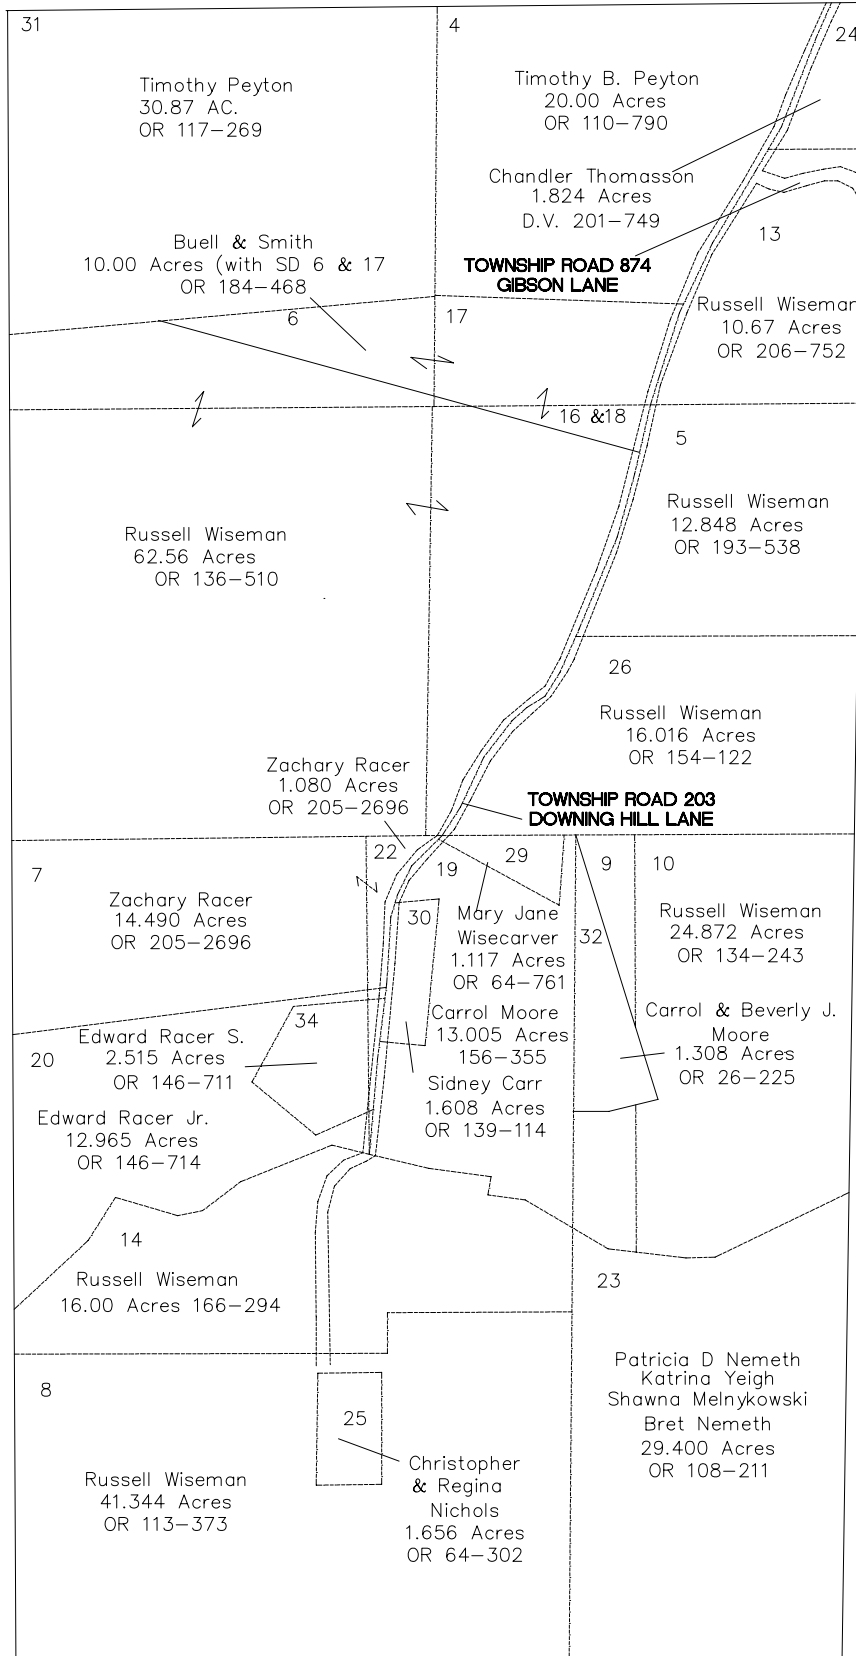 31
4
24
Timothy Peyton
30.87 AC.
OR 117-269
Timothy B. Peyton
20.00 Acres
OR 110-790
Chandler Thomasson
1.824 Acres
D.V. 201-749
13
Buell & Smith
10.00 Acres (with SD 6 & 17
OR 184-468
TOWNSHIP ROAD 874
GIBSON LANE
6
17
Russell Wiseman
10.67 Acres
OR 206-752
16 &18
5
Russell Wiseman
62.56 Acres
OR 136-510
Russell Wiseman
12.848 Acres
OR 193-538
26
Russell Wiseman
16.016 Acres
OR 154-122
Zachary Racer
1.080 Acres
OR 205-2696
TOWNSHIP ROAD 203
DOWNING HILL LANE
7
22
19
29
9
10
Zachary Racer
14.490 Acres
OR 205-2696
30
Mary Jane
Wisecarver
1.117 Acres
OR 64-761
32
Russell Wiseman
24.872 Acres
OR 134-243
34
20
Edward Racer S.
2.515 Acres
OR 146-711
Carrol Moore
13.005 Acres
156-355
Carrol & Beverly J.
Moore
1.308 Acres
OR 26-225
Sidney Carr
1.608 Acres
OR 139-114
Edward Racer Jr.
12.965 Acres
OR 146-714
14
Russell Wiseman
16.00 Acres 166-294
23
8
25
Patricia D Nemeth
Katrina Yeigh
Shawna Melnykowski
Bret Nemeth
29.400 Acres
OR 108-211
Russell Wiseman
41.344 Acres
OR 113-373
Christopher
& Regina
Nichols
1.656 Acres
OR 64-302